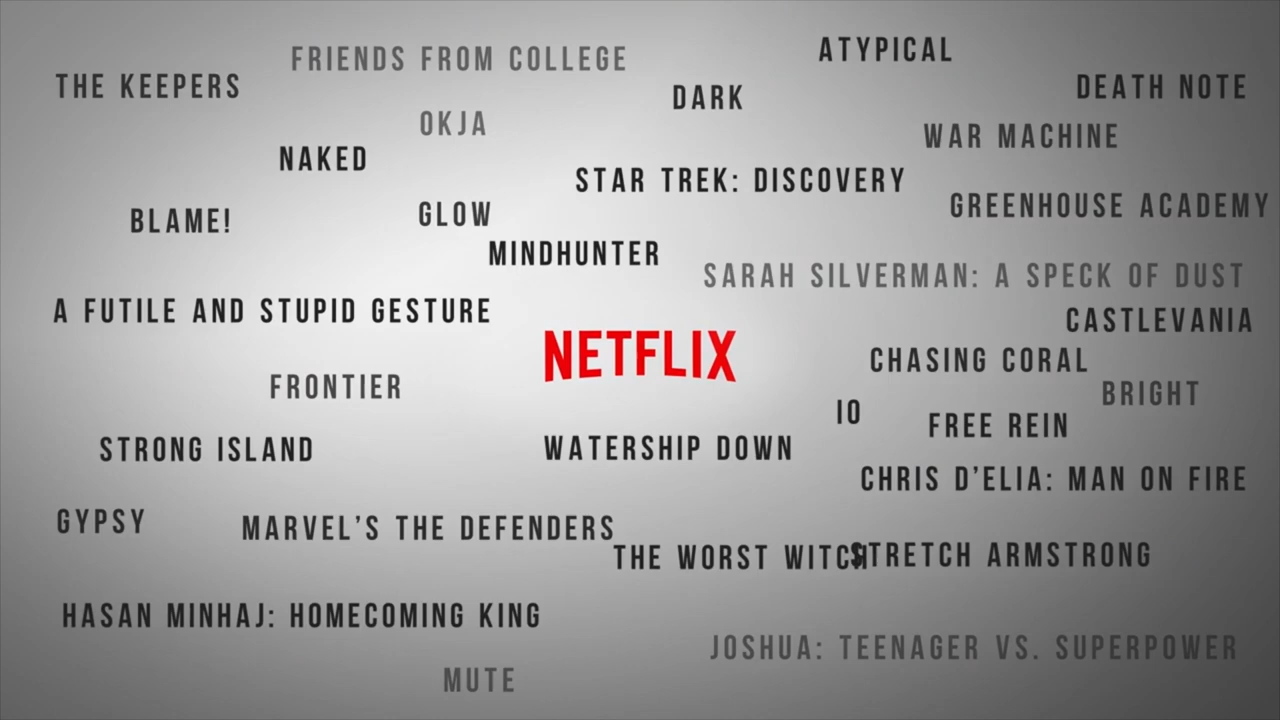 ATYPICAL
FRIENDS FROM COLLEGE
THE KEEPERS
DEATH NOTE
DARK
OKJA
WAR MACHINE
NAKED
STAR TREK: DISCOVERY
GREENHOUSE ACADEMY
BLAME!
GLOW
MINDHUNTER
SARAH SILVERMAN: A SPECK OF DUST
A FUTILE AND STUPID GESTURE
CASTLEVANIA
NETFLIX
CHASING CORAL
FRONTIER
BRIGHT
IO
FREE REIN
STRONG ISLAND
WATERSHIP DOWN
CHRIS D’ELIA: MAN ON FIRE
GYPSY
MARVEL’S THE DEFENDERS
THE WORST WITCH
STRETCH ARMSTRONG
HASAN MINHAJ: HOMECOMING KING
JOSHUA: TEENAGER VS. SUPERPOWER
MUTE